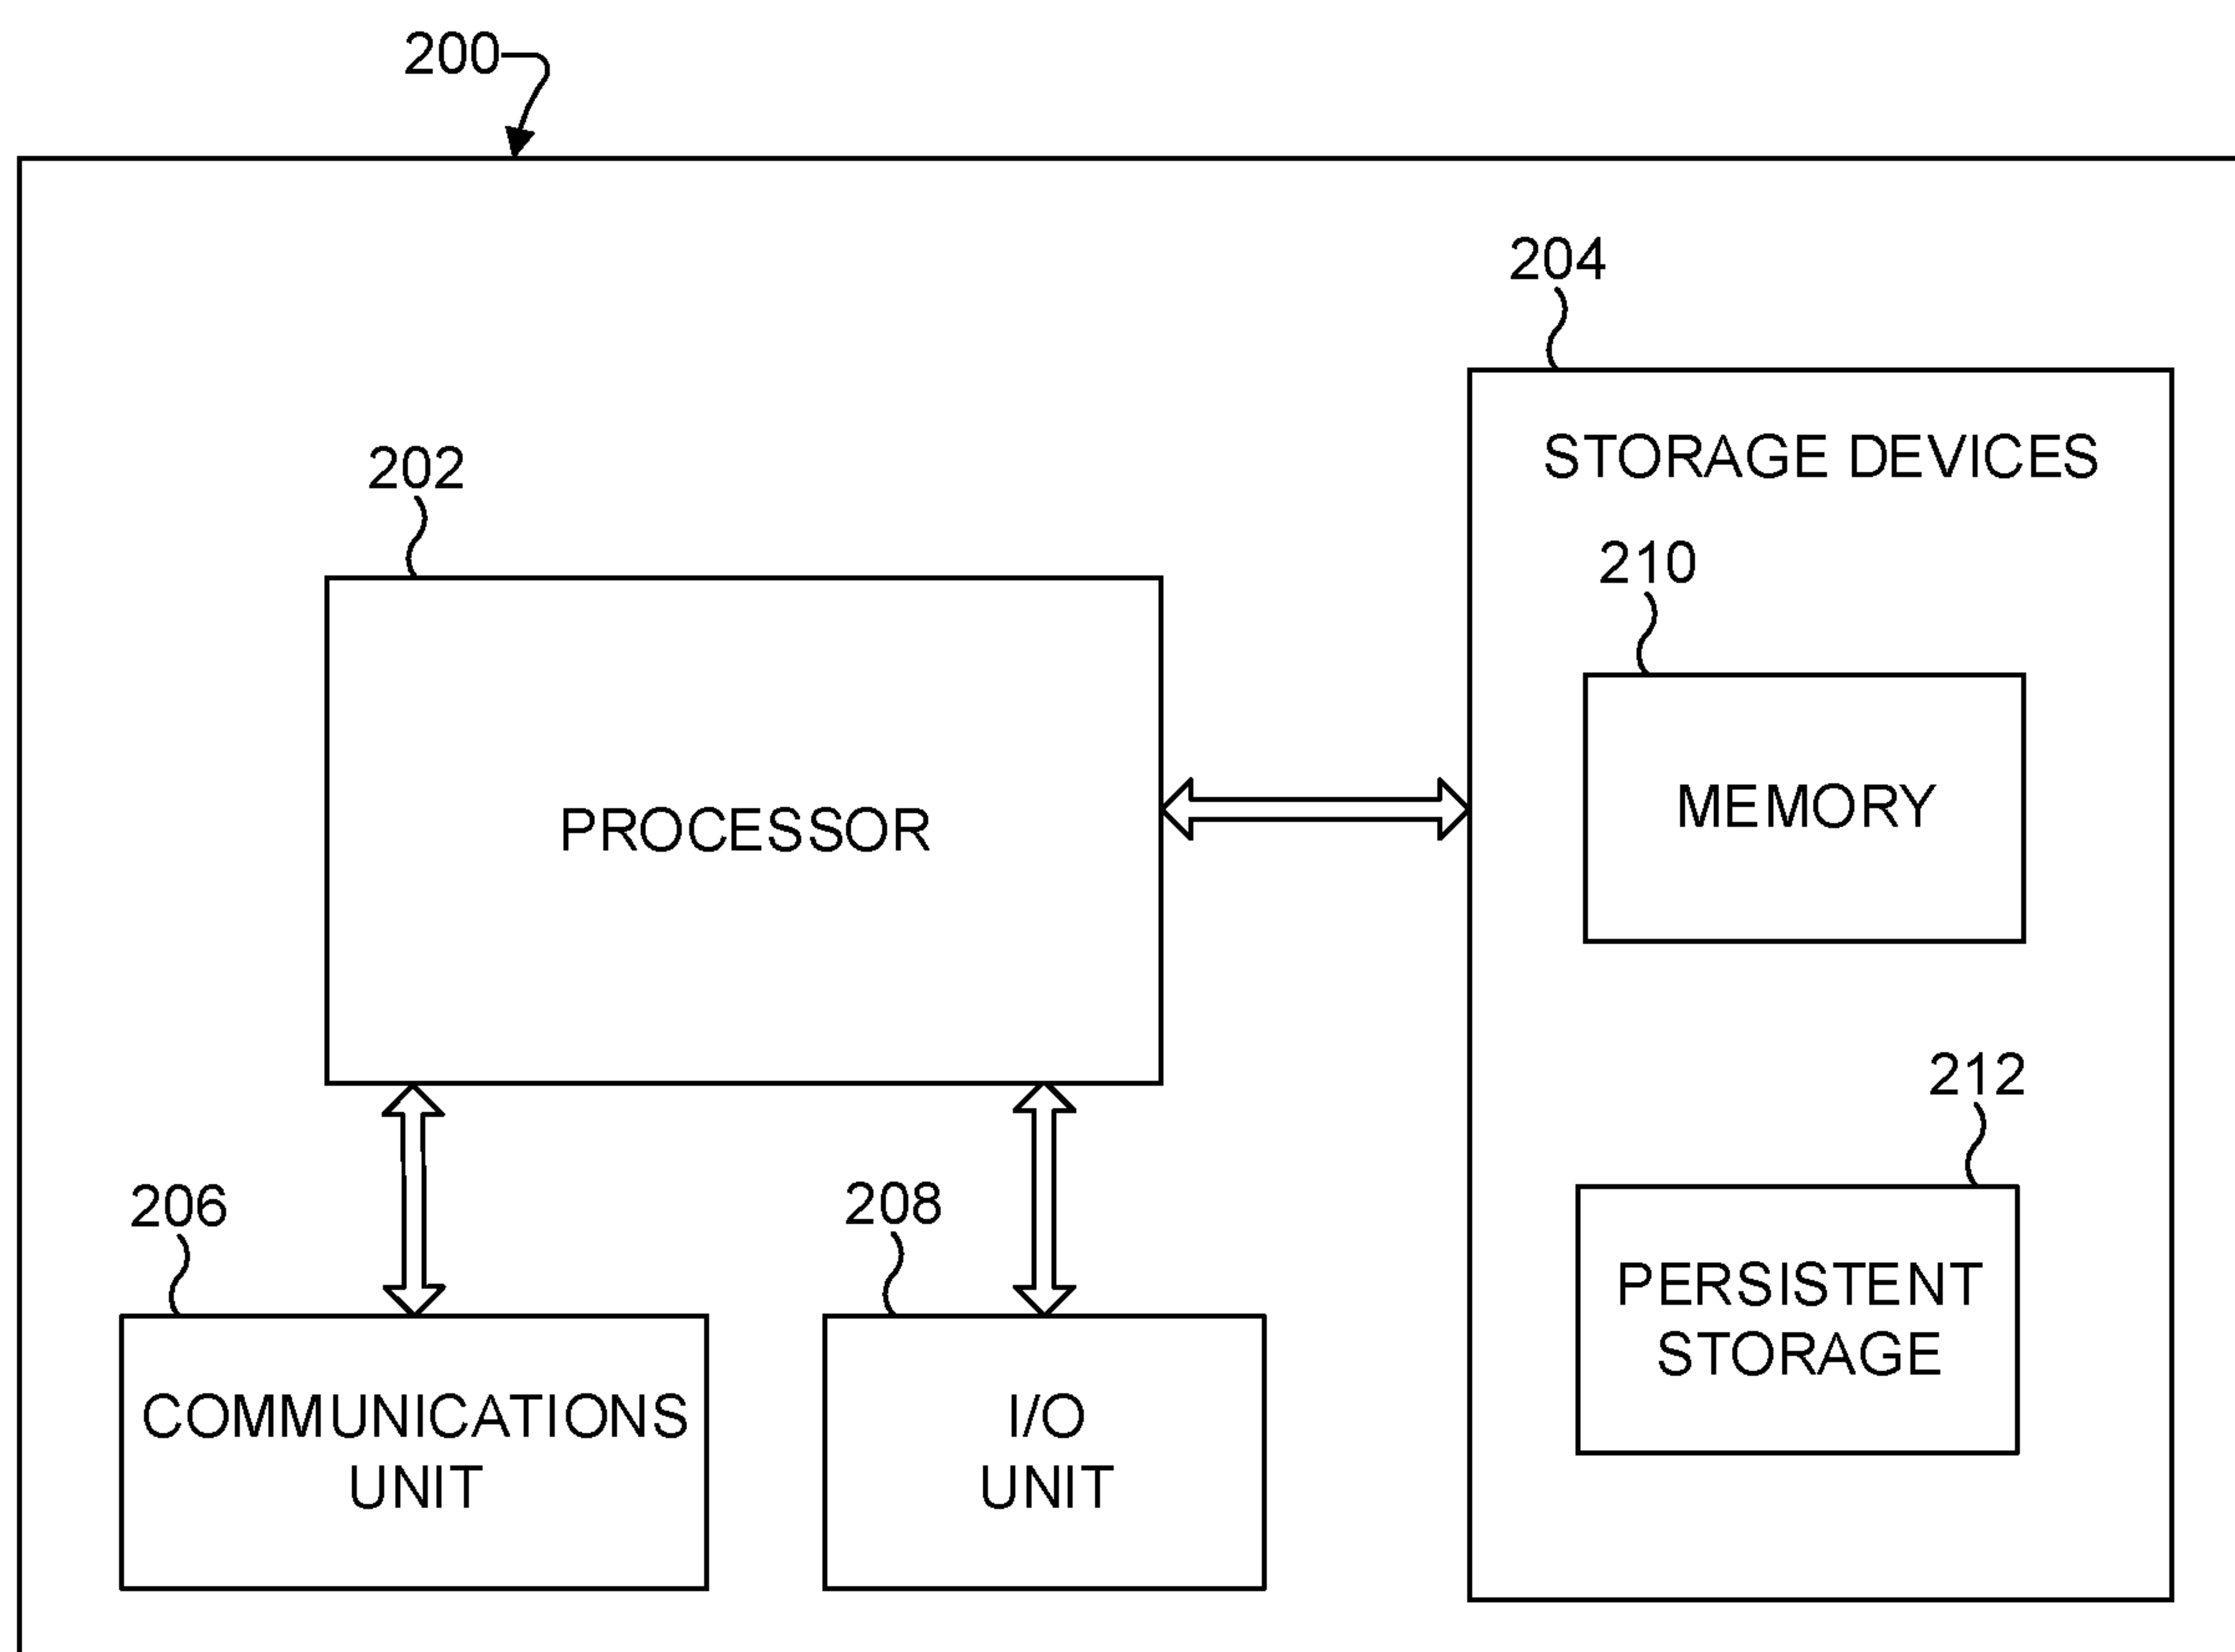 200
204
STORAGE DEVICES
202
210
PROCESSOR
MEMORY
212
206
208
PERSISTENT
STORAGE
COMMUNICATIONS
UNIT
I/O
UNIT